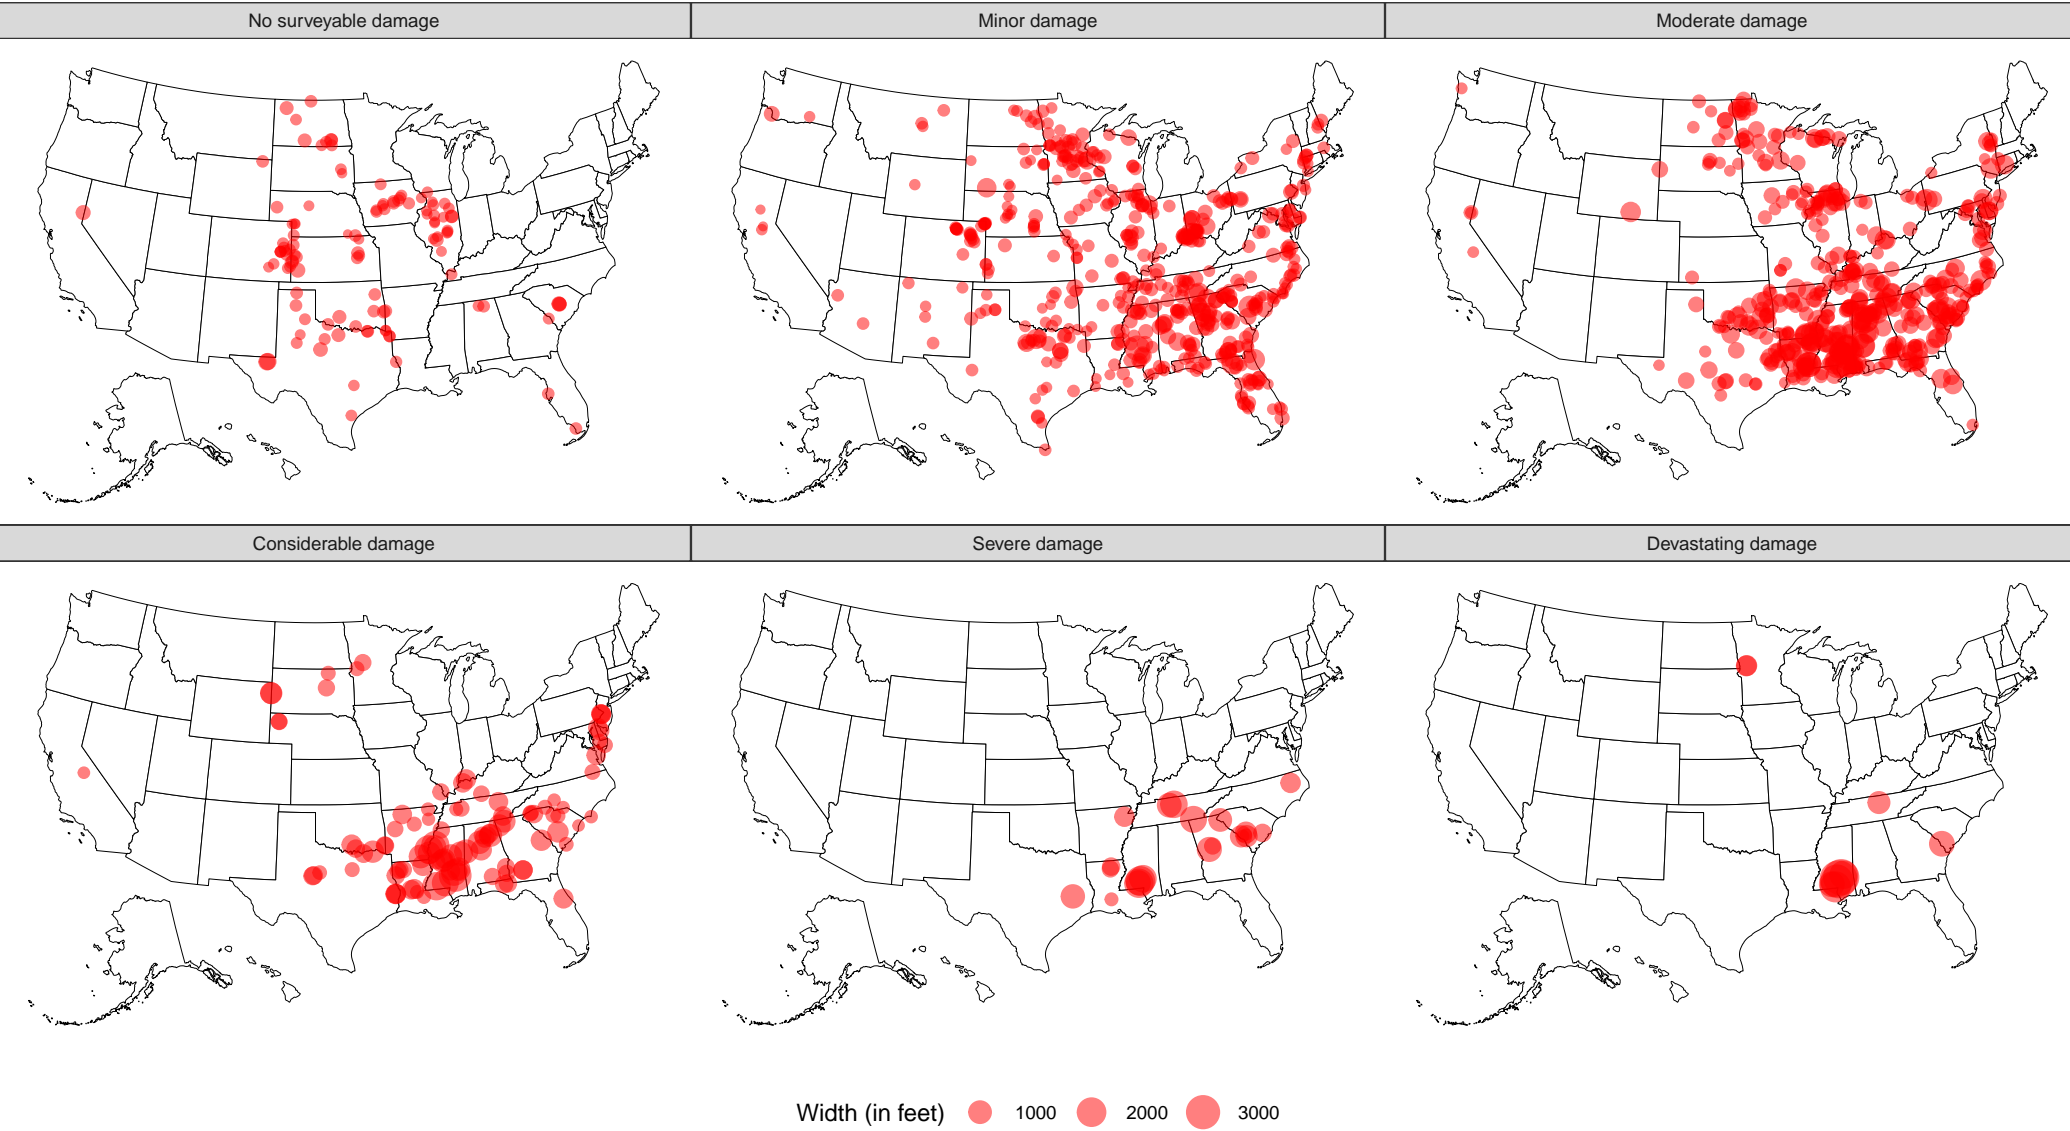 No surveyable damage
Minor damage
Moderate damage
Considerable damage
Severe damage
Devastating damage
Width (in feet) 1000 2000 3000